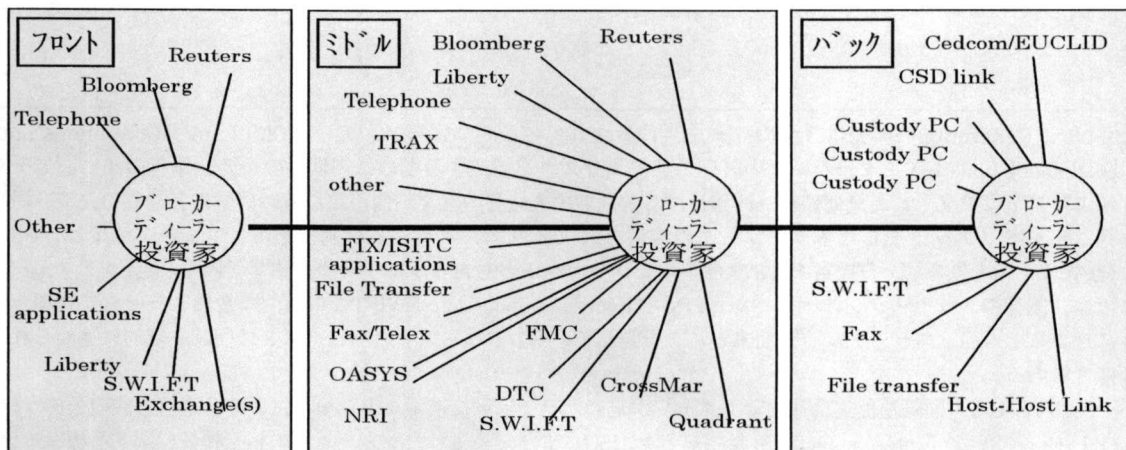 フロント
Reuters
Bloomberg
Telephone
Other
ブローカー
ディーラー
投資家
SE
applications
Liberty
S.W.I.F.T
Exchange(s)
ミドル
Bloomberg
Reuters
Liberty
Telephone
TRAX
other
ブローカー
ディーラー
投資家
FIX/ISITC
applications
File Transfer
Fax/Telex
FMC
OASYS
DTC
CrossMar
NRI
S.W.I.F.T
Quadrant
バック
Cedcom/EUCLID
CSD link
Custody PC
Custody PC
Custody PC
ブローカー
ディーラー
投資家
S.W.I.F.T
Fax
File transfer
Host-Host Link